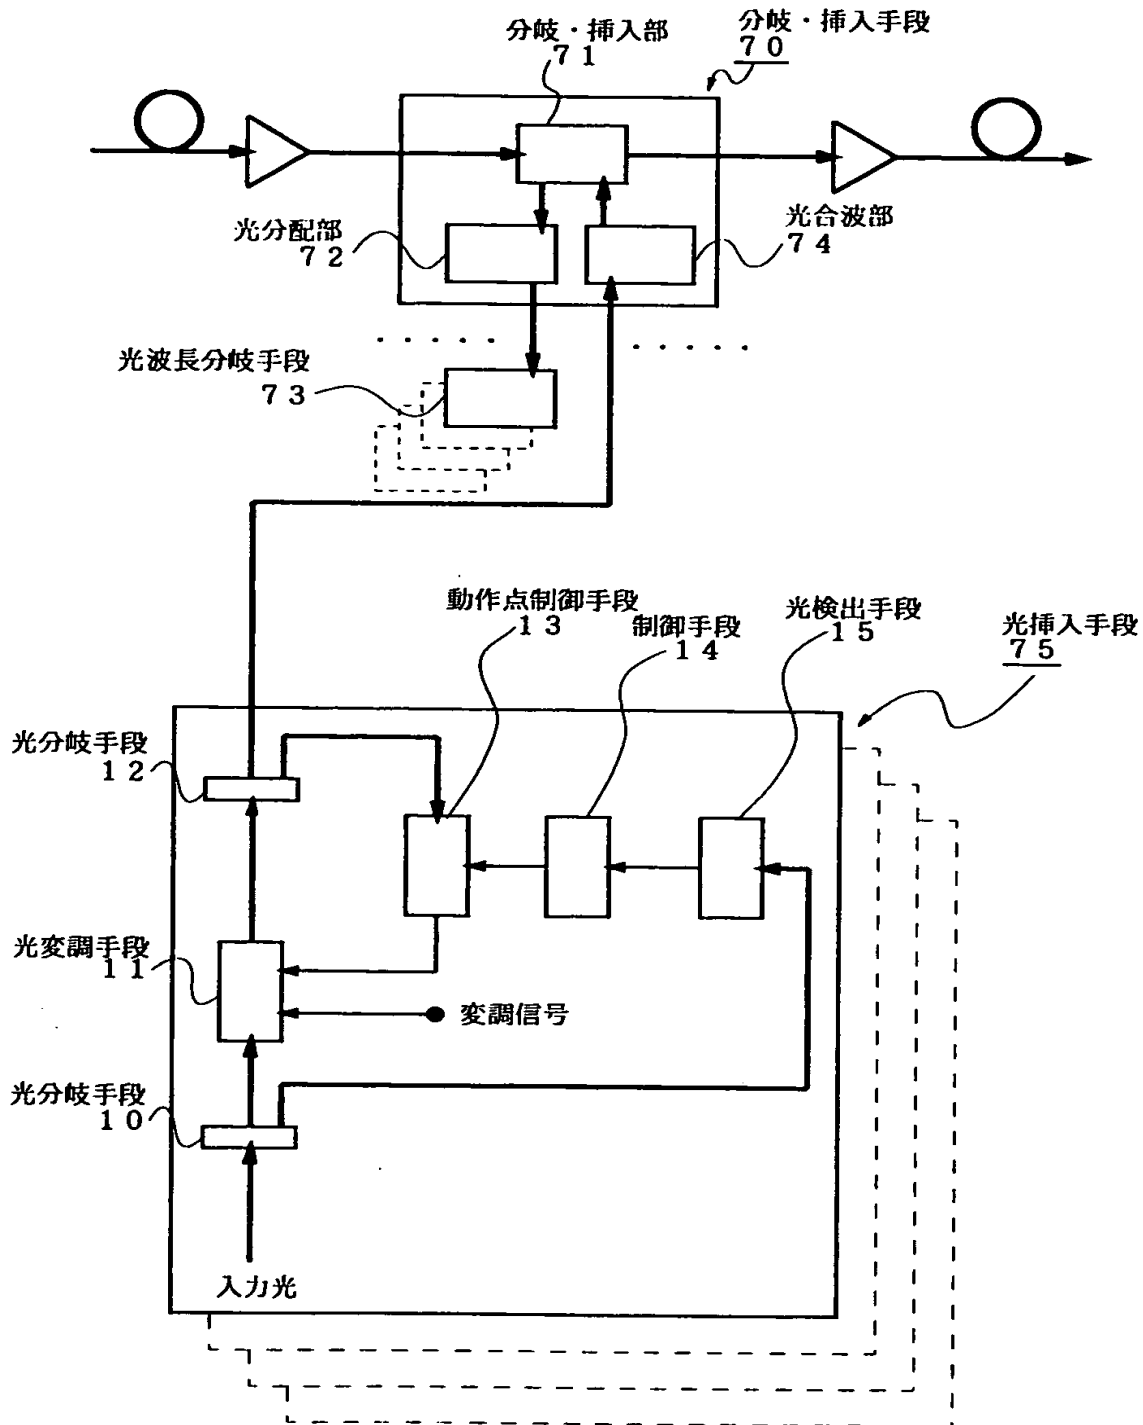 分岐・挿入部
７１
分岐・挿入手段
７０
光分配部
７２
光合波部
７４
光波長分岐手段
７３
動作点制御手段
１３
制御手段
１４
光検出手段
１５
光挿入手段
７５
光分岐手段
１２
光変調手段
１１
変調信号
光分岐手段
１０
入力光